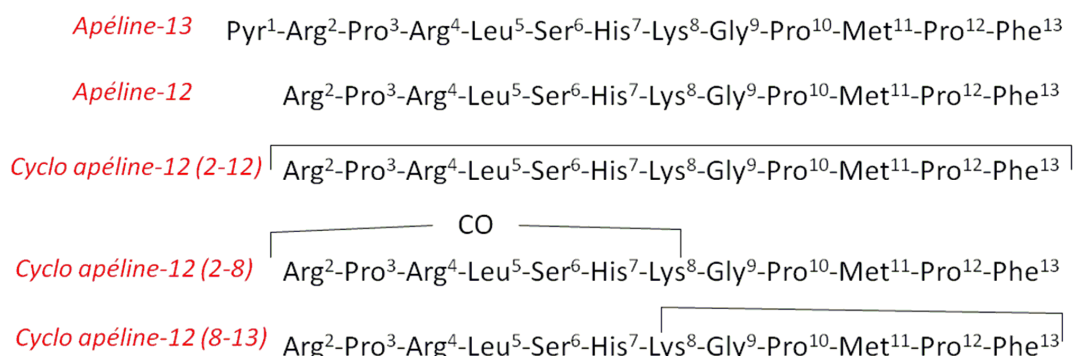 Apéline-13 Pyr¹-Arg²-Pro³-Arg⁴-Leu⁵-Ser⁶-His⁷-Lys⁸-Gly⁹-Pro¹⁰-Met¹¹-Pro¹²-Phe¹³
Apéline-12 Arg²-Pro³-Arg⁴-Leu⁵-Ser⁶-His⁷-Lys⁸-Gly⁹-Pro¹⁰-Met¹¹-Pro¹²-Phe¹³
Cyclo apéline-12 (2-12) Arg²-Pro³-Arg⁴-Leu⁵-Ser⁶-His⁷-Lys⁸-Gly⁹-Pro¹⁰-Met¹¹-Pro¹²-Phe¹³
CO
Cyclo apéline-12 (2-8) Arg²-Pro³-Arg⁴-Leu⁵-Ser⁶-His⁷-Lys⁸-Gly⁹-Pro¹⁰-Met¹¹-Pro¹²-Phe¹³
Cyclo apéline-12 (8-13) Arg²-Pro³-Arg⁴-Leu⁵-Ser⁶-His⁷-Lys⁸-Gly⁹-Pro¹⁰-Met¹¹-Pro¹²-Phe¹³